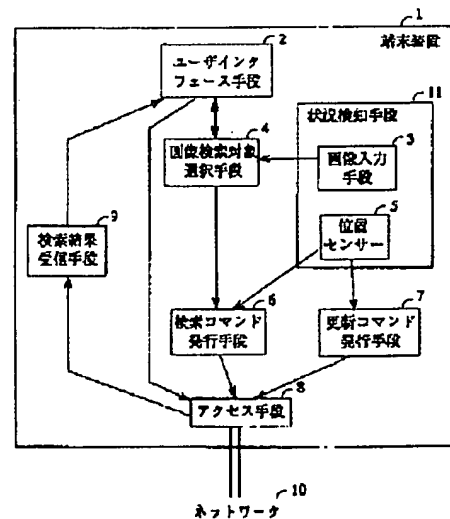 1
端末装置
2
ユーザインタ
フェース手段
11
状況検知手段
4
画像検索対象
選択手段
3
画像入力
手段
9
検索結果
受信手段
5
位置
センサー
6
検索コマンド
発行手段
7
更新コマンド
発行手段
8
アクセス手段
10
ネットワーク